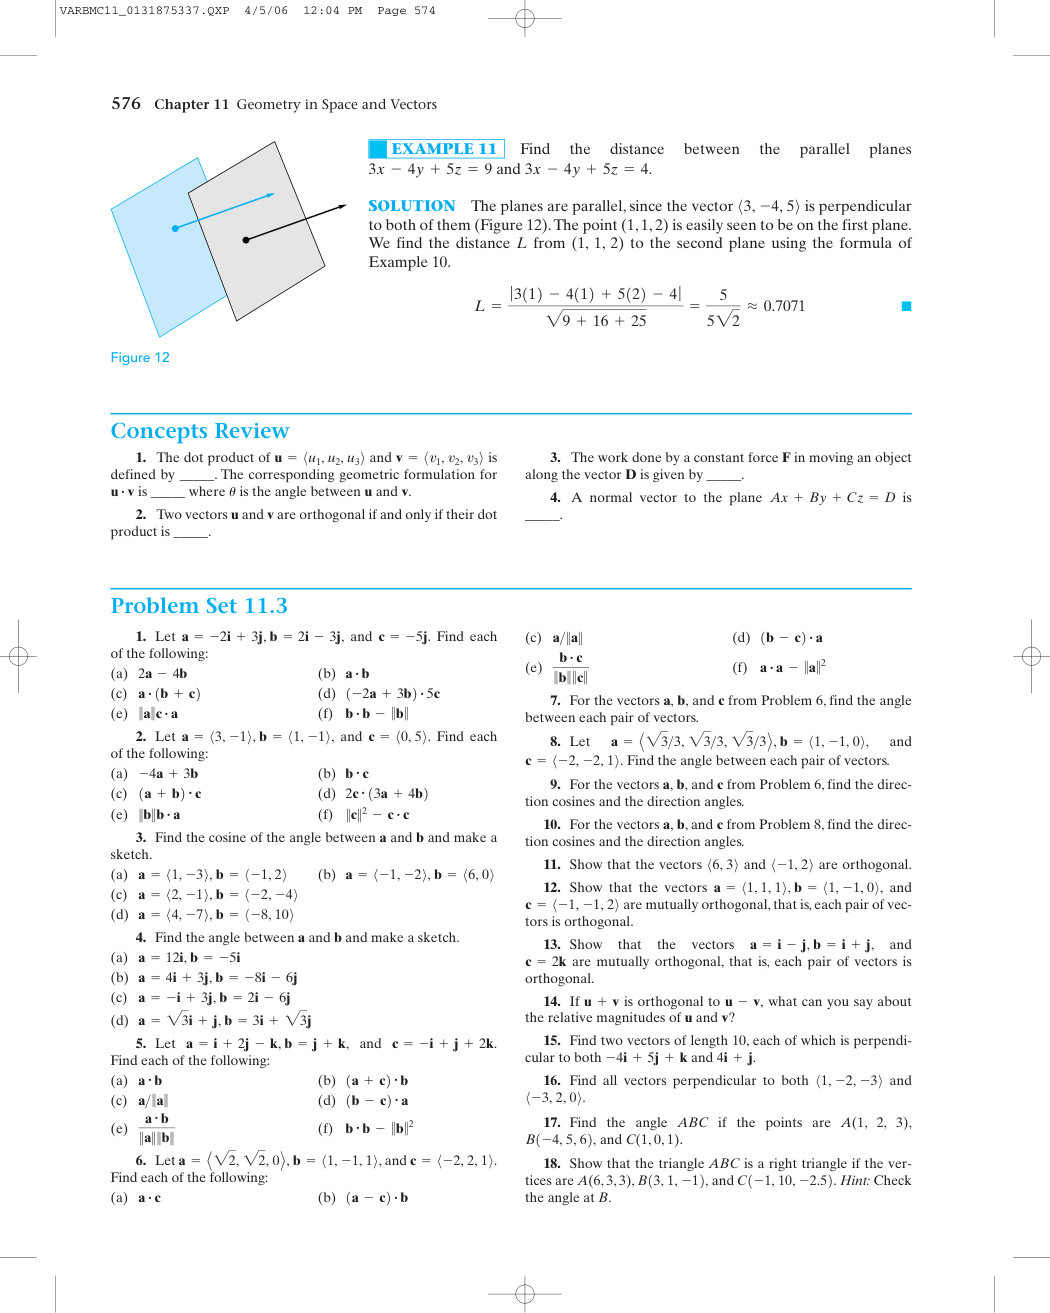 VARBMC11_0131875337.QXP 4/5/06 12:04 PM Page 574
576 Chapter 11 Geometry in Space and Vectors
EXAMPLE 11 Find the distance between the parallel planes
3x − 4y + 5z = 9 and 3x − 4y + 5z = 4.
SOLUTION The planes are parallel, since the vector ⟨3, −4, 5⟩ is perpendicular
to both of them (Figure 12). The point (1, 1, 2) is easily seen to be on the first plane.
We find the distance L from (1, 1, 2) to the second plane using the formula of
Example 10.
L = |3(1) − 4(1) + 5(2) − 4| / √(9 + 16 + 25) = 5 / 5√2 ≈ 0.7071
Figure 12
Concepts Review
1. The dot product of u = ⟨u₁, u₂, u₃⟩ and v = ⟨v₁, v₂, v₃⟩ is
defined by _____. The corresponding geometric formulation for
u · v is _____ where θ is the angle between u and v.
2. Two vectors u and v are orthogonal if and only if their dot
product is _____.
3. The work done by a constant force F in moving an object
along the vector D is given by _____.
4. A normal vector to the plane Ax + By + Cz = D is
_____.
Problem Set 11.3
1. Let a = −2i + 3j, b = 2i − 3j, and c = −5j. Find each
of the following:
(a) 2a − 4b (b) a · b
(c) a · (b + c) (d) (−2a + 3b) · 5c
(e) ‖a‖c · a (f) b · b − ‖b‖
2. Let a = ⟨3, −1⟩, b = ⟨1, −1⟩, and c = ⟨0, 5⟩. Find each
of the following:
(a) −4a + 3b (b) b · c
(c) (a + b) · c (d) 2c · (3a + 4b)
(e) ‖b‖b · a (f) ‖c‖² − c · c
3. Find the cosine of the angle between a and b and make a
sketch.
(a) a = ⟨1, −3⟩, b = ⟨−1, 2⟩ (b) a = ⟨−1, −2⟩, b = ⟨6, 0⟩
(c) a = ⟨2, −1⟩, b = ⟨−2, −4⟩
(d) a = ⟨4, −7⟩, b = ⟨−8, 10⟩
4. Find the angle between a and b and make a sketch.
(a) a = 12i, b = −5i
(b) a = 4i + 3j, b = −8i − 6j
(c) a = −i + 3j, b = 2i − 6j
(d) a = √3i + j, b = 3i + √3j
5. Let a = i + 2j − k, b = j + k, and c = −i + j + 2k.
Find each of the following:
(a) a · b (b) (a + c) · b
(c) a/‖a‖ (d) (b − c) · a
(e) a · b / ‖a‖‖b‖ (f) b · b − ‖b‖²
6. Let a = ⟨√2, √2, 0⟩, b = ⟨1, −1, 1⟩, and c = ⟨−2, 2, 1⟩.
Find each of the following:
(a) a · c (b) (a − c) · b
(c) a/‖a‖ (d) (b − c) · a
(e) b · c / ‖b‖‖c‖ (f) a · a − ‖a‖²
7. For the vectors a, b, and c from Problem 6, find the angle
between each pair of vectors.
8. Let a = ⟨√3/3, √3/3, √3/3⟩, b = ⟨1, −1, 0⟩, and
c = ⟨−2, −2, 1⟩. Find the angle between each pair of vectors.
9. For the vectors a, b, and c from Problem 6, find the direc-
tion cosines and the direction angles.
10. For the vectors a, b, and c from Problem 8, find the direc-
tion cosines and the direction angles.
11. Show that the vectors ⟨6, 3⟩ and ⟨−1, 2⟩ are orthogonal.
12. Show that the vectors a = ⟨1, 1, 1⟩, b = ⟨1, −1, 0⟩, and
c = ⟨−1, −1, 2⟩ are mutually orthogonal, that is, each pair of vec-
tors is orthogonal.
13. Show that the vectors a = i − j, b = i + j, and
c = 2k are mutually orthogonal, that is, each pair of vectors is
orthogonal.
14. If u + v is orthogonal to u − v, what can you say about
the relative magnitudes of u and v?
15. Find two vectors of length 10, each of which is perpendi-
cular to both −4i + 5j + k and 4i + j.
16. Find all vectors perpendicular to both ⟨1, −2, −3⟩ and
⟨−3, 2, 0⟩.
17. Find the angle ABC if the points are A(1, 2, 3),
B(−4, 5, 6), and C(1, 0, 1).
18. Show that the triangle ABC is a right triangle if the ver-
tices are A(6, 3, 3), B(3, 1, −1), and C(−1, 10, −2.5). Hint: Check
the angle at B.